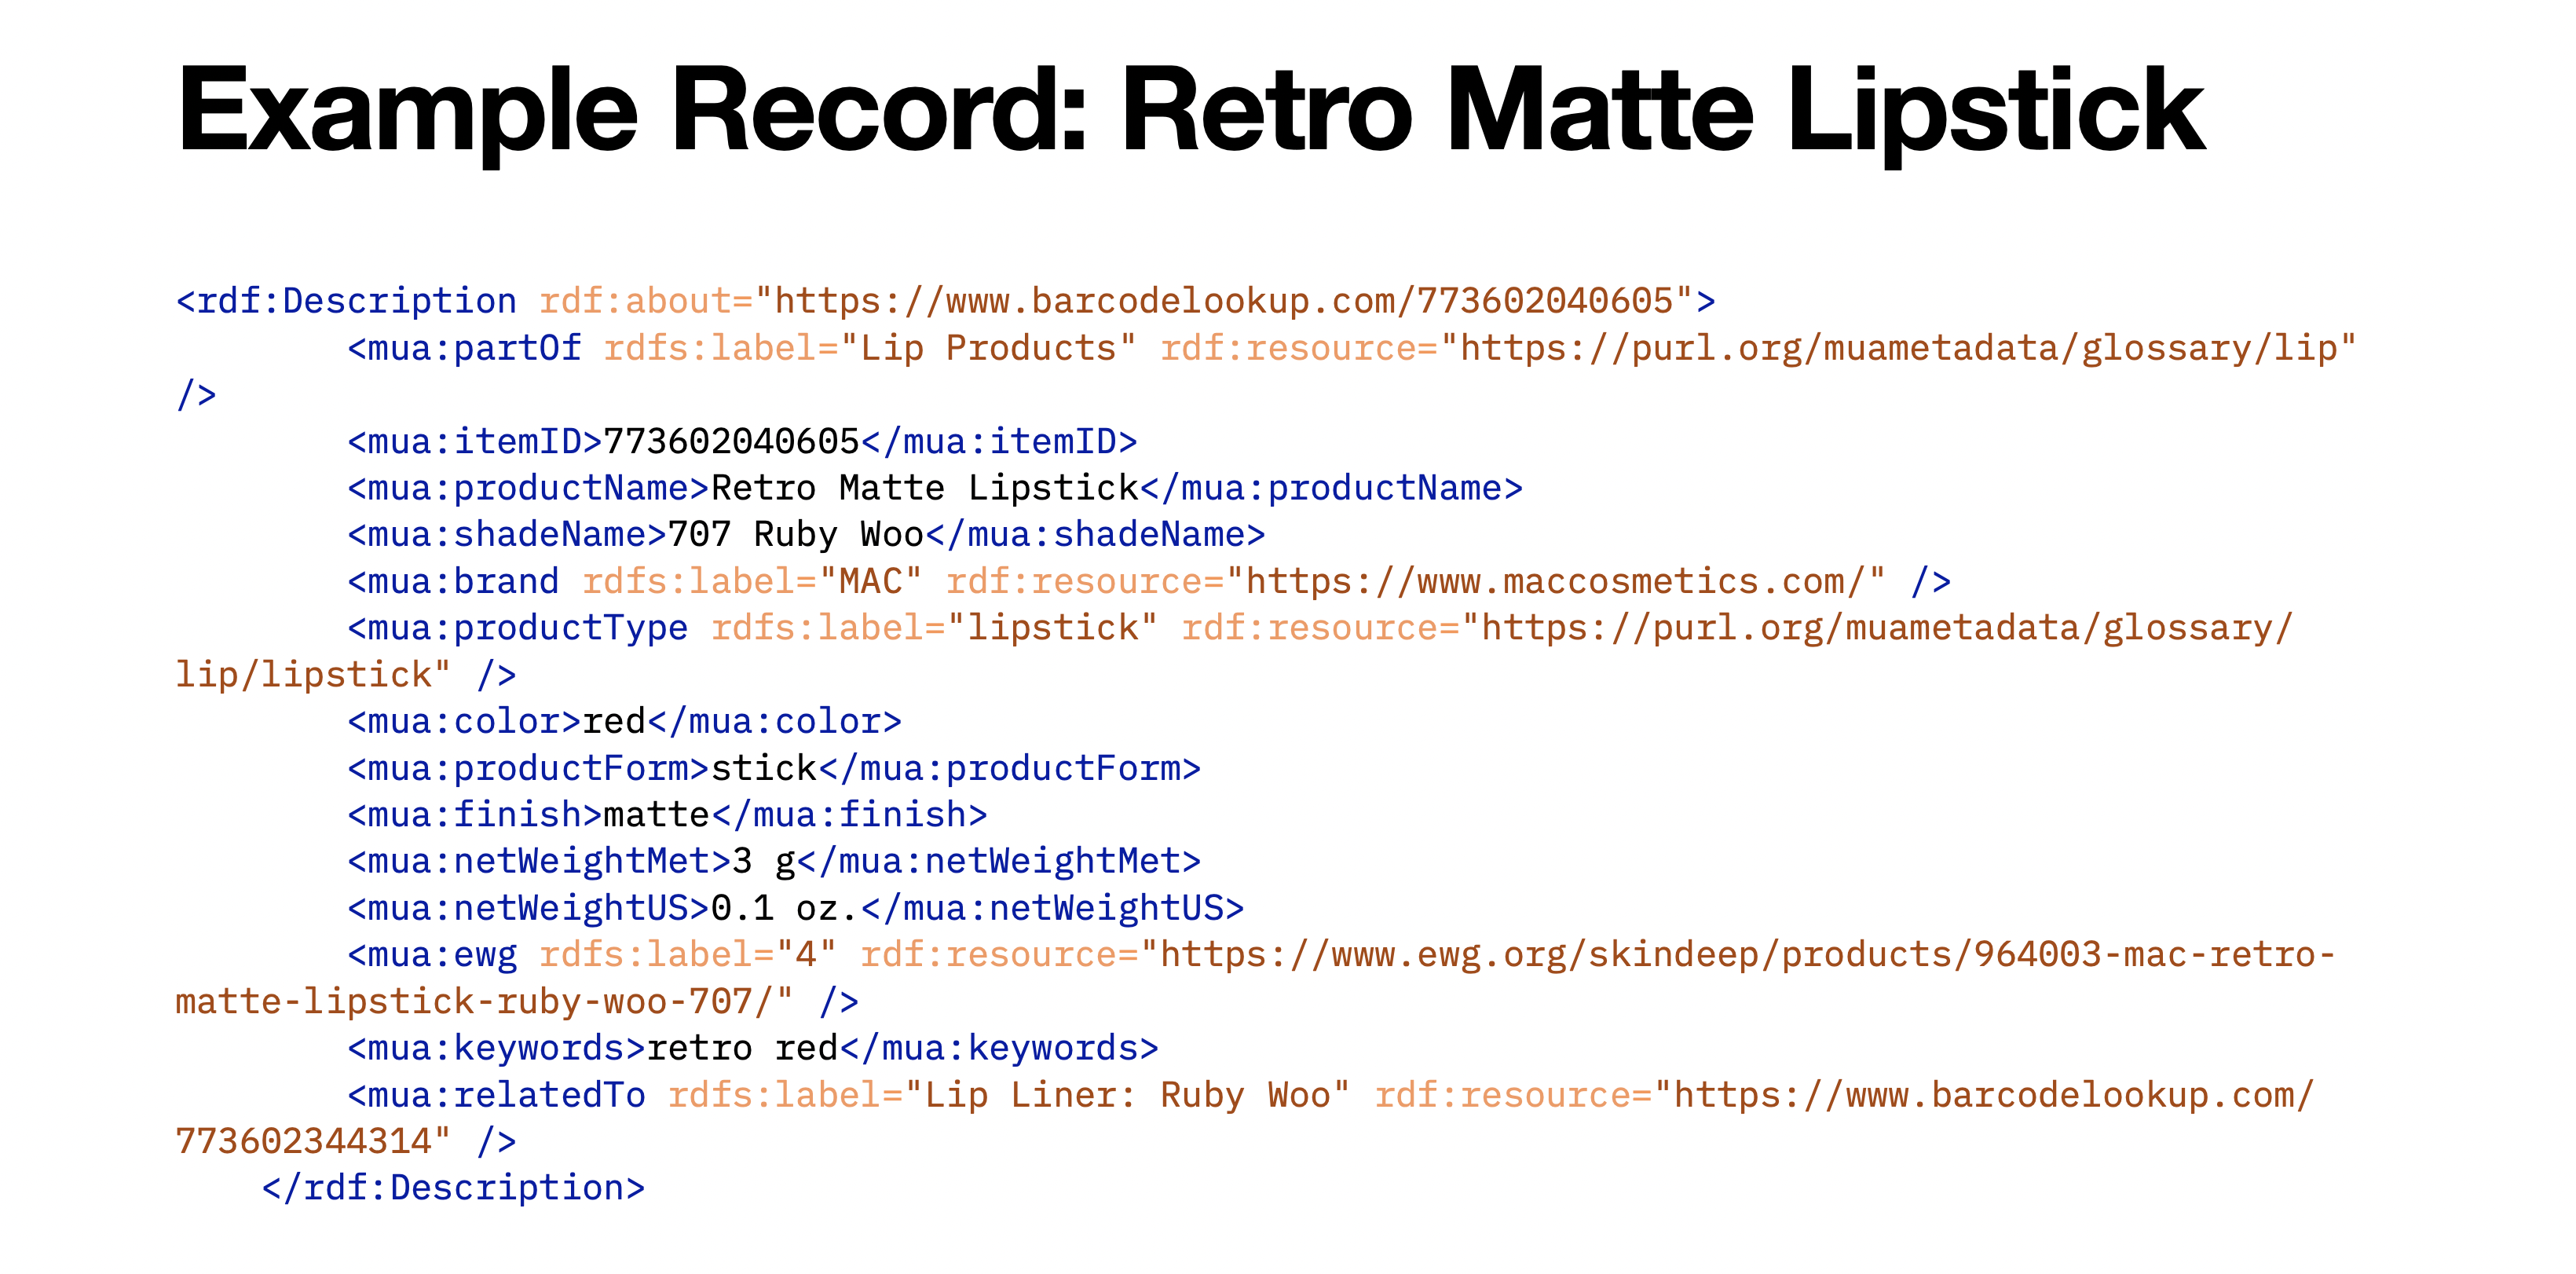 Example Record: Retro Matte Lipstick
<rdf:Description rdf:about="https://www.barcodelookup.com/773602040605">
<mua:partOf rdfs:label="Lip Products" rdf:resource="https://purl.org/muametadata/glossary/lip"
/>
<mua:itemID>773602040605</mua:itemID>
<mua:productName>Retro Matte Lipstick</mua:productName>
<mua:shadeName>707 Ruby Woo</mua:shadeName>
<mua:brand rdfs:label="MAC" rdf:resource="https://www.maccosmetics.com/" />
<mua:productType rdfs:label="lipstick" rdf:resource="https://purl.org/muametadata/glossary/
lip/lipstick" />
<mua:color>red</mua:color>
<mua:productForm>stick</mua:productForm>
<mua:finish>matte</mua:finish>
<mua:netWeightMet>3 g</mua:netWeightMet>
<mua:netWeightUS>0.1 oz.</mua:netWeightUS>
<mua:ewg rdfs:label="4" rdf:resource="https://www.ewg.org/skindeep/products/964003-mac-retro-
matte-lipstick-ruby-woo-707/" />
<mua:keywords>retro red</mua:keywords>
<mua:relatedTo rdfs:label="Lip Liner: Ruby Woo" rdf:resource="https://www.barcodelookup.com/
773602344314" />
</rdf:Description>